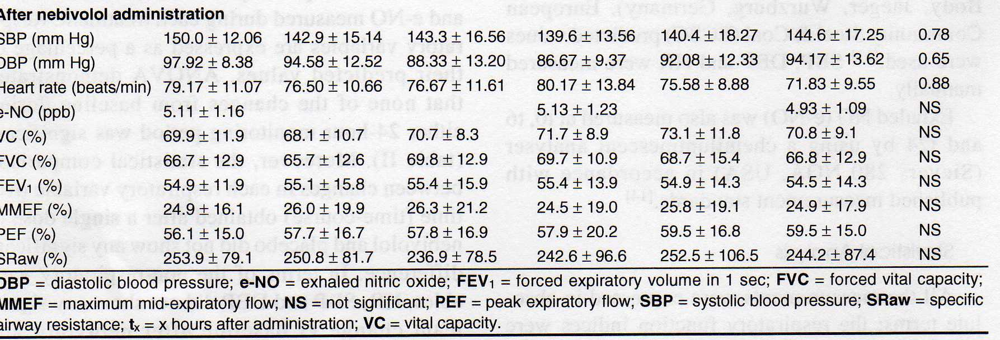 After nebivolol administration
SBP (mm Hg) 150.0 ± 12.06 142.9 ± 15.14 143.3 ± 16.56 139.6 ± 13.56 140.4 ± 18.27 144.6 ± 17.25 0.78
DBP (mm Hg) 97.92 ± 8.38 94.58 ± 12.52 88.33 ± 13.20 86.67 ± 9.37 92.08 ± 12.33 94.17 ± 13.62 0.65
Heart rate (beats/min) 79.17 ± 11.07 76.50 ± 10.66 76.67 ± 11.61 80.17 ± 13.84 75.58 ± 8.88 71.83 ± 9.55 0.88
e-NO (ppb) 5.11 ± 1.16 5.13 ± 1.23 4.93 ± 1.09 NS
VC (%) 69.9 ± 11.9 68.1 ± 10.7 70.7 ± 8.3 71.7 ± 8.9 73.1 ± 11.8 70.8 ± 9.1 NS
FVC (%) 66.7 ± 12.9 65.7 ± 12.6 69.8 ± 12.9 69.7 ± 10.9 68.7 ± 15.4 66.8 ± 12.9 NS
FEV₁ (%) 54.9 ± 11.9 55.1 ± 15.8 55.4 ± 15.9 55.4 ± 13.9 54.9 ± 14.3 54.5 ± 14.3 NS
MMEF (%) 24.9 ± 16.1 26.0 ± 19.9 26.3 ± 21.2 24.5 ± 19.0 25.8 ± 19.1 24.9 ± 17.9 NS
PEF (%) 56.1 ± 15.0 57.7 ± 16.7 57.8 ± 16.9 57.9 ± 20.2 59.5 ± 16.8 59.5 ± 15.0 NS
SRaw (%) 253.9 ± 79.1 250.8 ± 81.7 236.9 ± 78.5 242.6 ± 96.6 252.5 ± 106.5 244.2 ± 87.4 NS
DBP = diastolic blood pressure; e-NO = exhaled nitric oxide; FEV₁ = forced expiratory volume in 1 sec; FVC = forced vital capacity;
MMEF = maximum mid-expiratory flow; NS = not significant; PEF = peak expiratory flow; SBP = systolic blood pressure; SRaw = specific
airway resistance; tₓ = x hours after administration; VC = vital capacity.